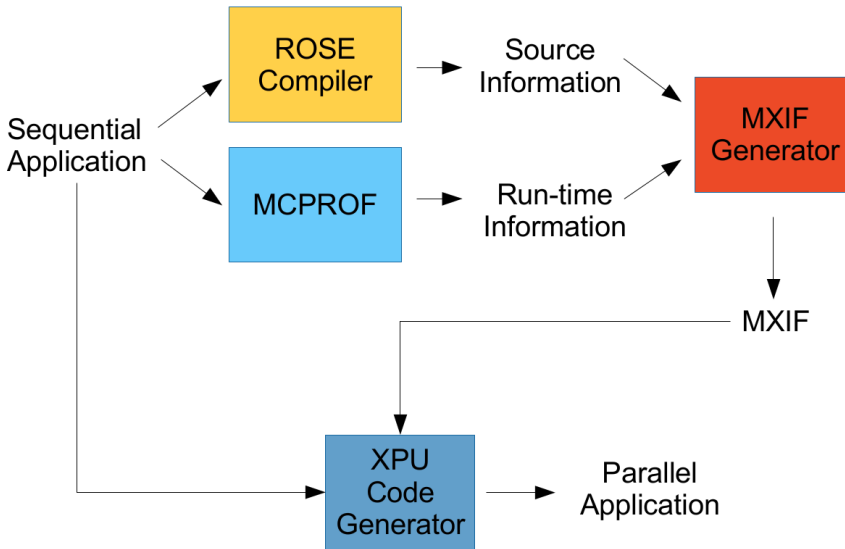 Sequential
Application
ROSE
Compiler
Source
Information
MCPROF
Run-time
Information
MXIF
Generator
MXIF
XPU
Code
Generator
Parallel
Application